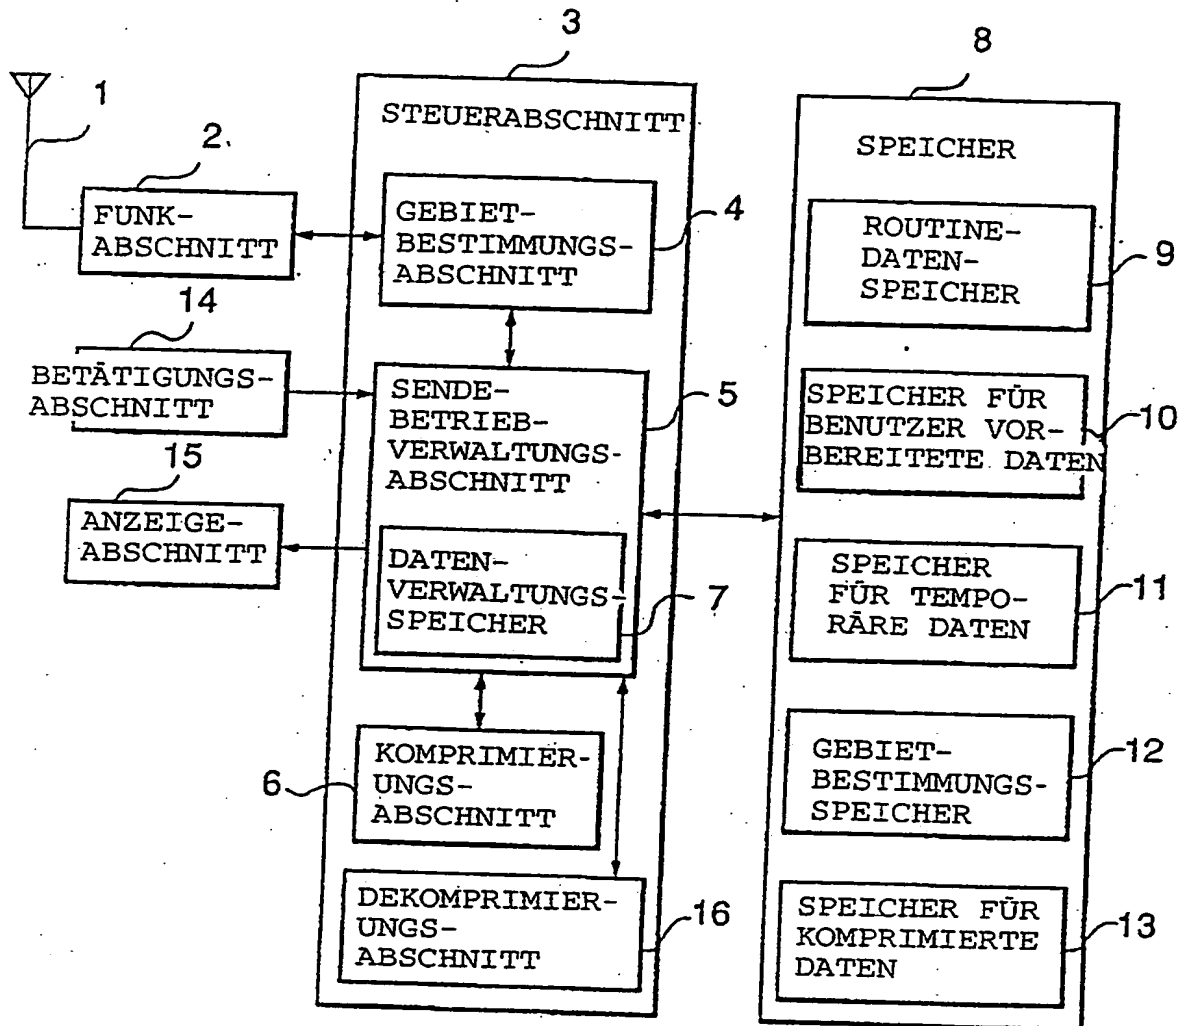 3
8
1
STEUERABSCHNITT
SPEICHER
2.
FUNK-
ABSCHNITT
GEBIET-
BESTIMMUNGS-
ABSCHNITT
4
ROUTINE-
DATEN-
SPEICHER
9
14
BETÄTIGUNGS-
ABSCHNITT
SENDE-
BETRIEB-
VERWALTUNGS-
ABSCHNITT
5
SPEICHER FÜR
BENUTZER VOR-
BEREITETE DATEN
10
15
ANZEIGE-
ABSCHNITT
DATEN-
VERWALTUNGS-
SPEICHER
7
SPEICHER
FÜR TEMPO-
RÄRE DATEN
11
6
KOMPRIMIER-
UNGS-
ABSCHNITT
GEBIET-
BESTIMMUNGS-
SPEICHER
12
DEKOMPRIMIER-
UNGS-
ABSCHNITT
16
SPEICHER FÜR
KOMPRIMIERTE
DATEN
13